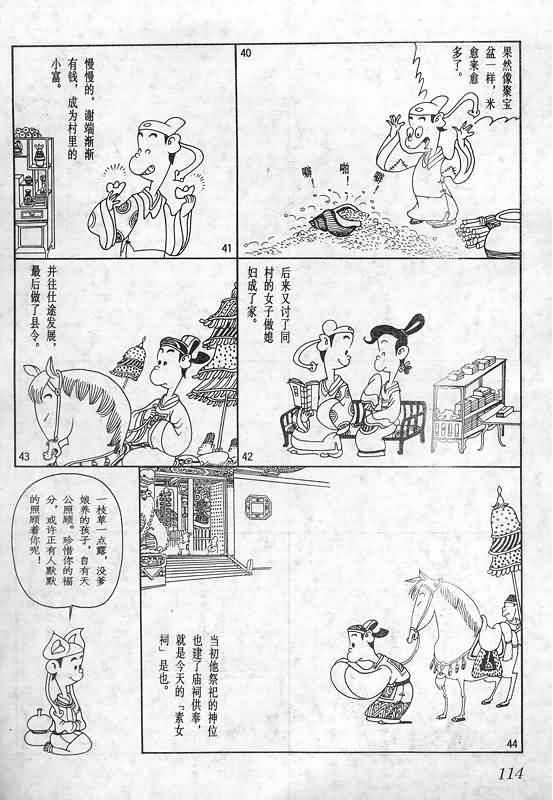 40
果然像聚宝
盆一样，米
愈来愈
多了。
噼！
啪！
噼！
慢慢的，谢端渐渐
有钱，成为村里的
小富。
41
后来又讨了同
村的女子做媳
妇成了家。
42
并往仕途发展，
最后做了县令。
43
当初他祭祀的神位
也建了庙祠供奉，
就是今天的「素女
祠」是也。
44
一枝草一点露，没爹
娘养的孩子，自有天
公照顾。珍惜你的福
分，或许正有人默默
的照顾着你呢！
114